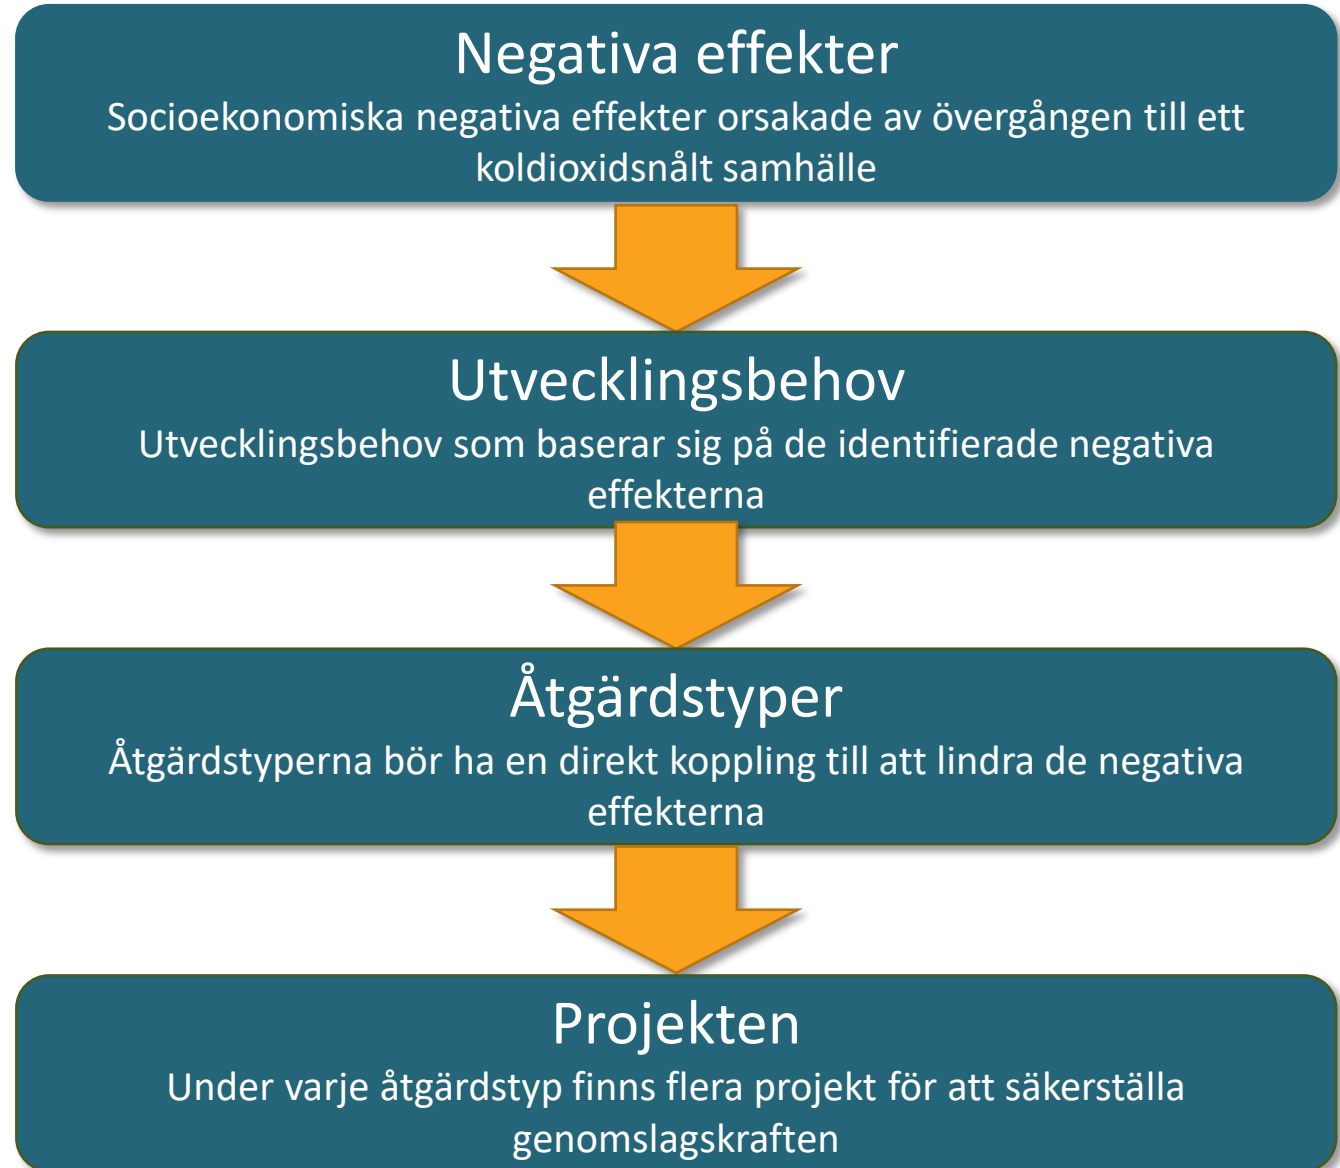 Negativa effekter
Socioekonomiska negativa effekter orsakade av övergången till ett
koldioxidsnålt samhälle
Utvecklingsbehov
Utvecklingsbehov som baserar sig på de identifierade negativa
effekterna
Åtgärdstyper
Åtgärdstyperna bör ha en direkt koppling till att lindra de negativa
effekterna
Projekten
Under varje åtgärdstyp finns flera projekt för att säkerställa
genomslagskraften